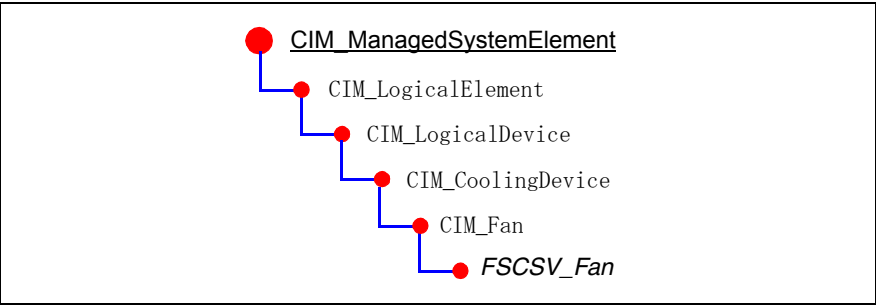 CIM_ManagedSystemElement
CIM_LogicalElement
CIM_LogicalDevice
CIM_CoolingDevice
CIM_Fan
FSCSV_Fan